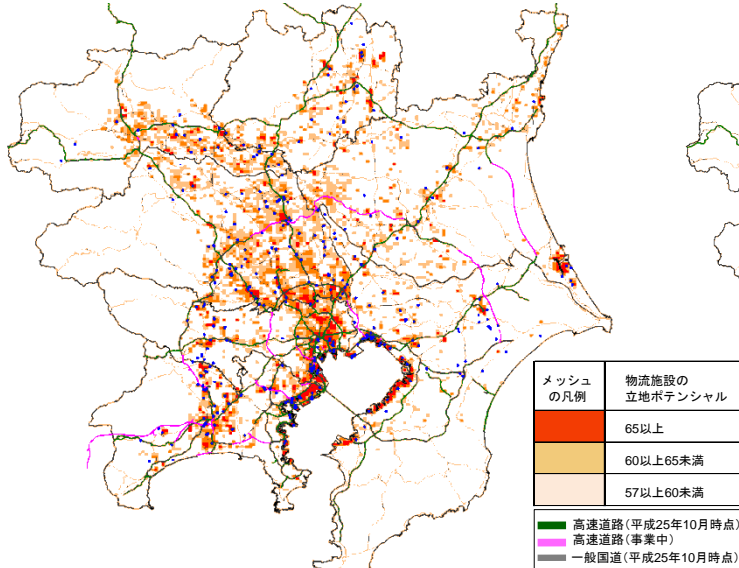 メッシュ
の凡例
物流施設の
立地ポテンシャル
65以上
60以上65未満
57以上60未満
高速道路(平成25年10月時点)
高速道路(事業中)
一般国道(平成25年10月時点)